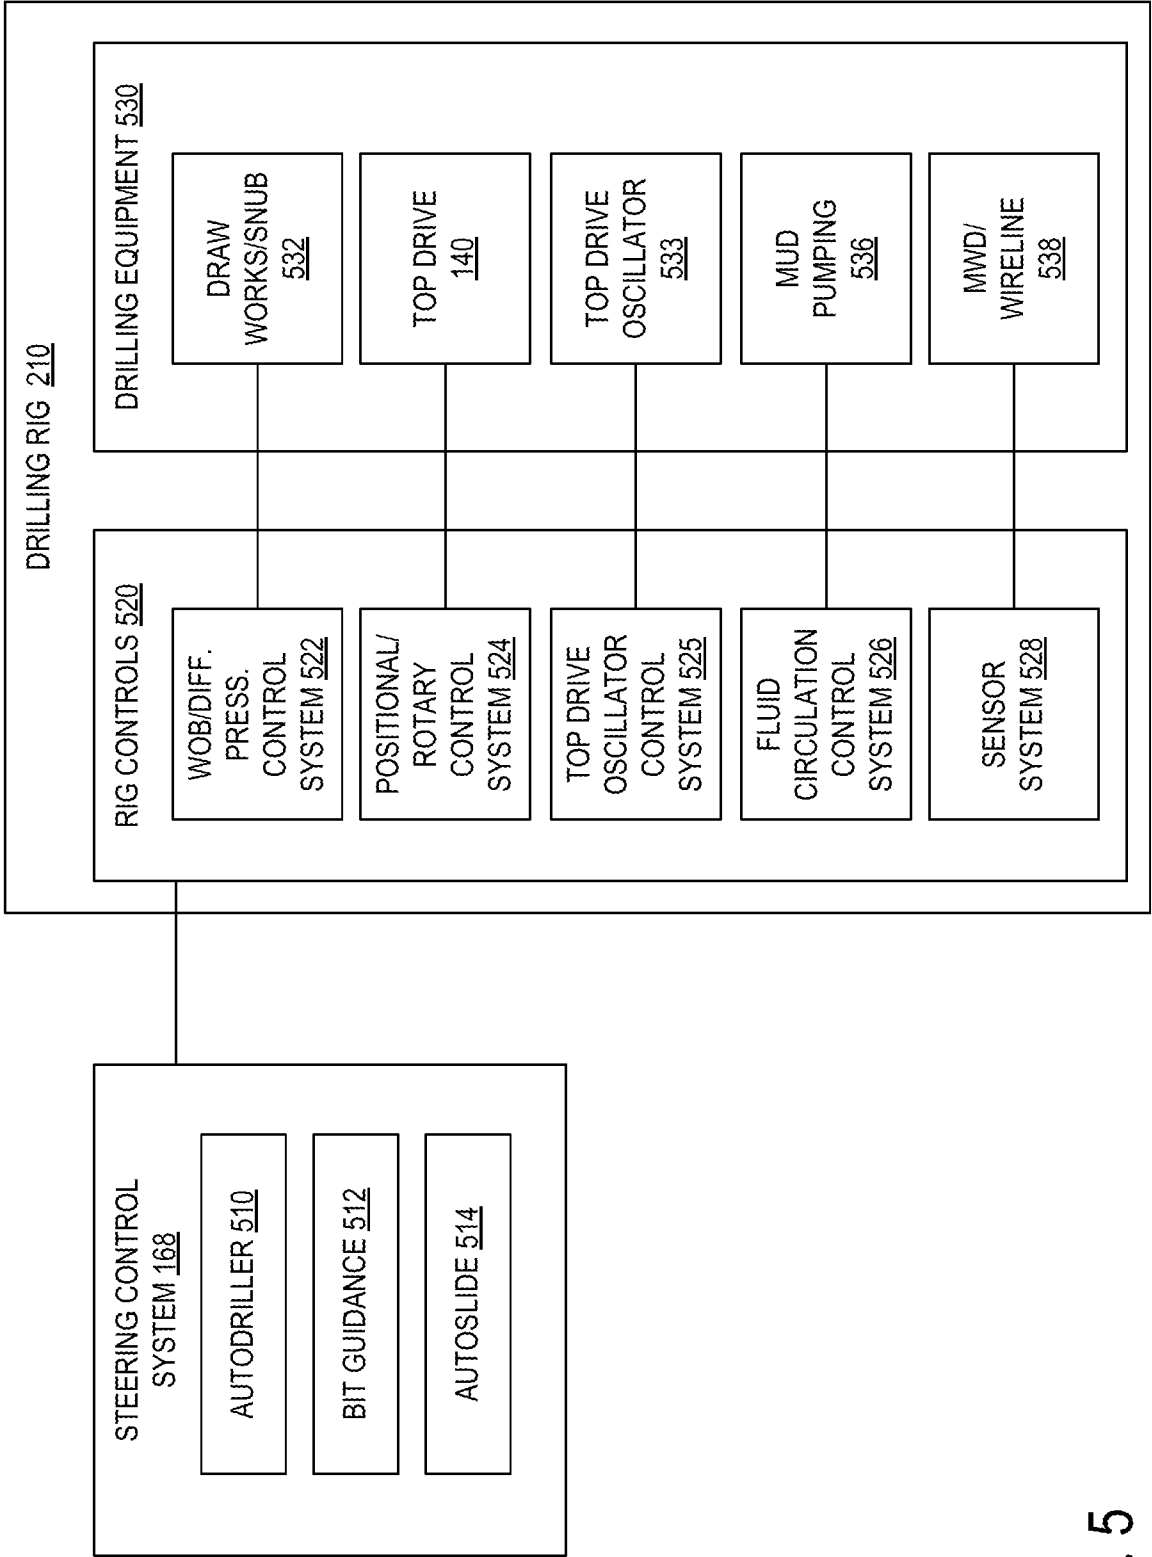 STEERING CONTROL
SYSTEM 168
AUTODRILLER 510
BIT GUIDANCE 512
AUTOSLIDE 514
DRILLING RIG 210
RIG CONTROLS 520
WOB/DIFF.
PRESS.
CONTROL
SYSTEM 522
POSITIONAL/
ROTARY
CONTROL
SYSTEM 524
TOP DRIVE
OSCILLATOR
CONTROL
SYSTEM 525
FLUID
CIRCULATION
CONTROL
SYSTEM 526
SENSOR
SYSTEM 528
DRILLING EQUIPMENT 530
DRAW
WORKS/SNUB
532
TOP DRIVE
140
TOP DRIVE
OSCILLATOR
533
MUD
PUMPING
536
MWD/
WIRELINE
538
. 5